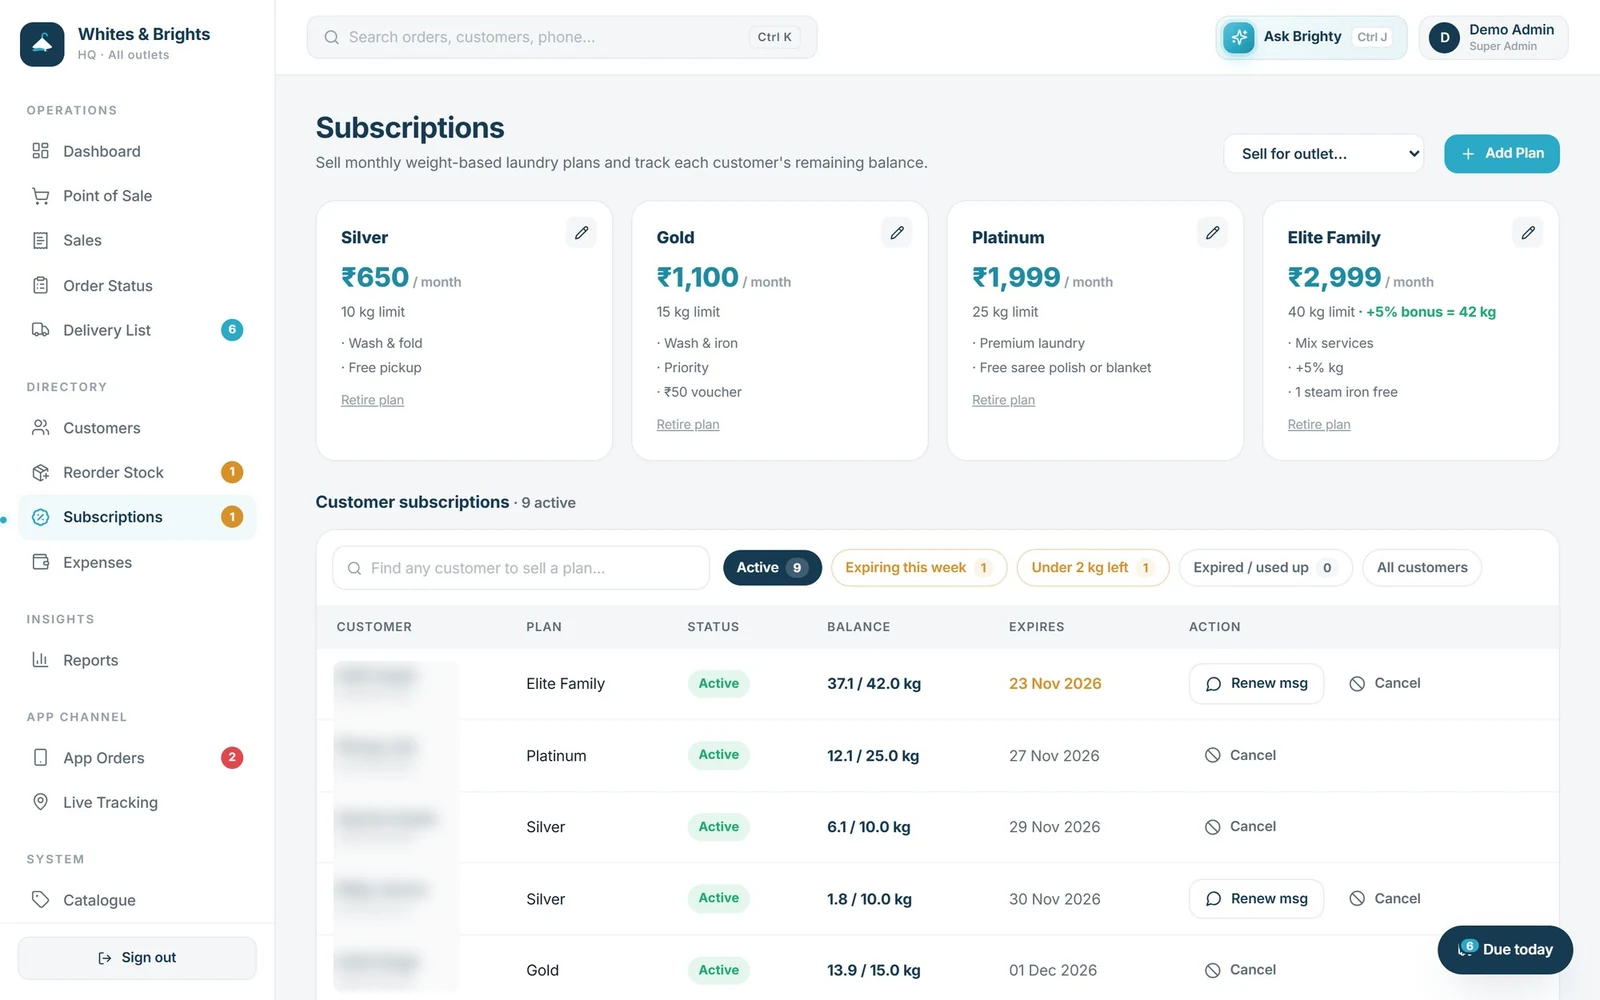 Whites & Brights
HQ · All outlets
OPERATIONS
Dashboard
Point of Sale
Sales
Order Status
Delivery List 6
DIRECTORY
Customers
Reorder Stock 1
Subscriptions 1
Expenses
INSIGHTS
Reports
APP CHANNEL
App Orders 2
Live Tracking
SYSTEM
Catalogue
Sign out
Search orders, customers, phone... Ctrl K
Ask Brighty Ctrl J
D Demo Admin
Super Admin
Subscriptions
Sell monthly weight-based laundry plans and track each customer's remaining balance.
Sell for outlet...
+ Add Plan
Silver
₹650 / month
10 kg limit
· Wash & fold
· Free pickup
Retire plan
Gold
₹1,100 / month
15 kg limit
· Wash & iron
· Priority
· ₹50 voucher
Retire plan
Platinum
₹1,999 / month
25 kg limit
· Premium laundry
· Free saree polish or blanket
Retire plan
Elite Family
₹2,999 / month
40 kg limit · +5% bonus = 42 kg
· Mix services
· +5% kg
· 1 steam iron free
Retire plan
Customer subscriptions · 9 active
Find any customer to sell a plan...
Active 9
Expiring this week 1
Under 2 kg left 1
Expired / used up 0
All customers
CUSTOMER PLAN STATUS BALANCE EXPIRES ACTION
Elite Family Active 37.1 / 42.0 kg 23 Nov 2026 Renew msg Cancel
Platinum Active 12.1 / 25.0 kg 27 Nov 2026 Cancel
Silver Active 6.1 / 10.0 kg 29 Nov 2026 Cancel
Silver Active 1.8 / 10.0 kg 30 Nov 2026 Renew msg Cancel
Gold Active 13.9 / 15.0 kg 01 Dec 2026 Cancel
6 Due today